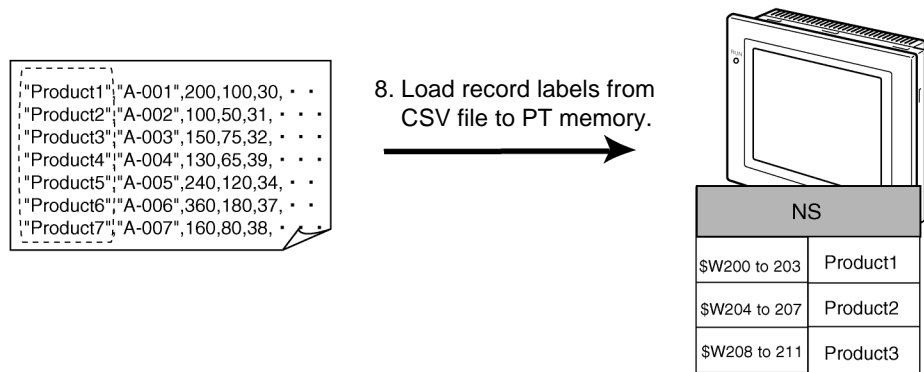 "Product1","A-001",200,100,30, · ·
"Product2","A-002",100,50,31, · · ·
"Product3","A-003",150,75,32, · · ·
"Product4","A-004",130,65,39, · · ·
"Product5","A-005",240,120,34, · ·
"Product6","A-006",360,180,37, · ·
"Product7","A-007",160,80,38, · · ·
8. Load record labels from
CSV file to PT memory.
RUN
NS
$W200 to 203 Product1
$W204 to 207 Product2
$W208 to 211 Product3